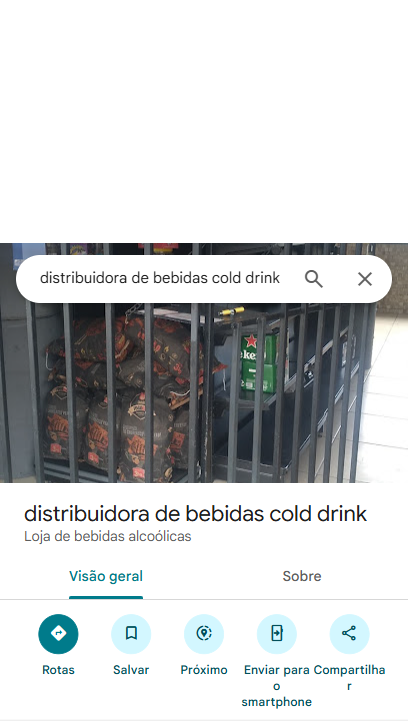 distribuidora de bebidas cold drink
distribuidora de bebidas cold drink
Loja de bebidas alcoólicas
Visão geral
Sobre
Rotas
Salvar
Próximo
Enviar para
o
smartphone
Compartilha
r